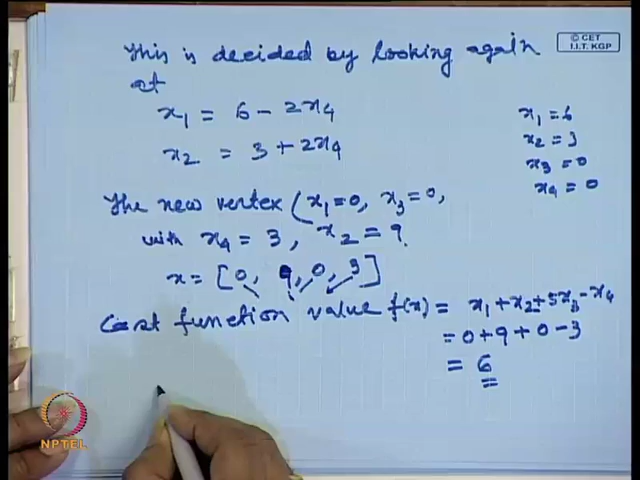 This is decided by looking again
at
x₁ = 6 - 2x₄
x₂ = 3 + 2x₄
x₁ = 6
x₂ = 3
x₃ = 0
x₄ = 0
The new vertex (x₁=0, x₃=0,
with x₄ = 3, x₂ = 9.
x = [0, 9, 0, 3]
Cost function value f(x) = x₁+x₂+5x₃-x₄
= 0+9+0-3
= 6
© CET
I.I.T. KGP
NPTEL